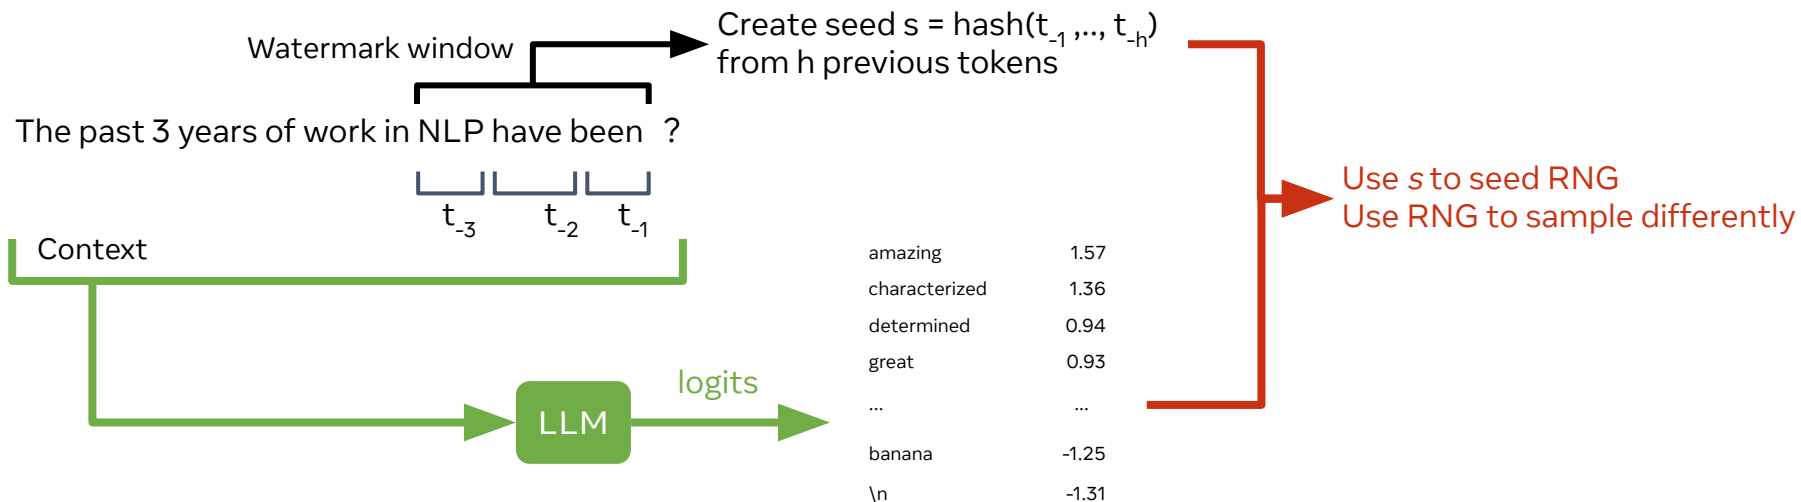 Watermark window
Create seed s = hash(t-1 ,.., t-h)
from h previous tokens
The past 3 years of work in NLP have been ?
t-3 t-2 t-1
Use s to seed RNG
Use RNG to sample differently
Context
amazing 1.57
characterized 1.36
determined 0.94
great 0.93
... ...
banana -1.25
\n -1.31
logits
LLM